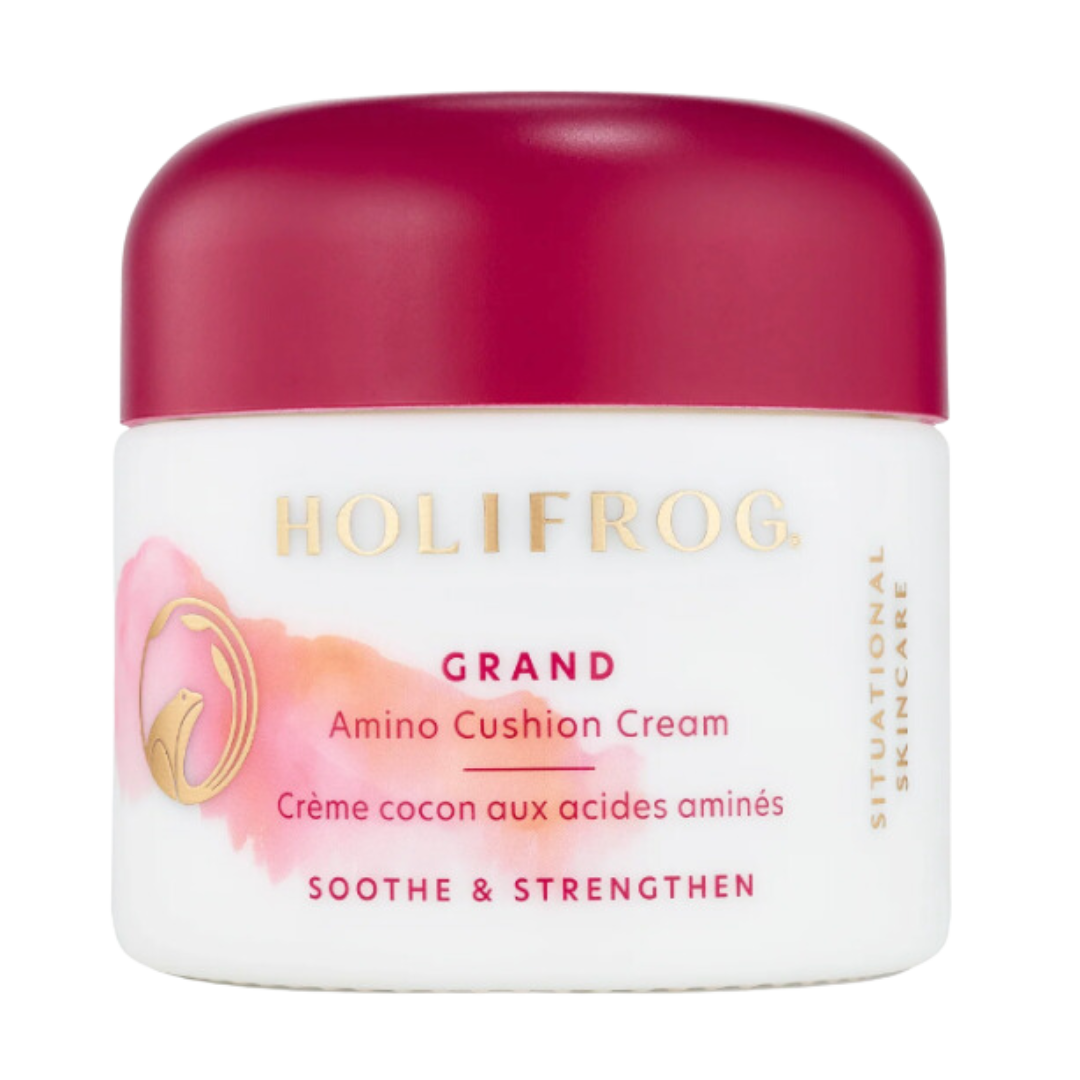 HOLIFROG®
GRAND
Amino Cushion Cream
Crème cocon aux acides aminés
SOOTHE & STRENGTHEN
SITUATIONAL
SKINCARE